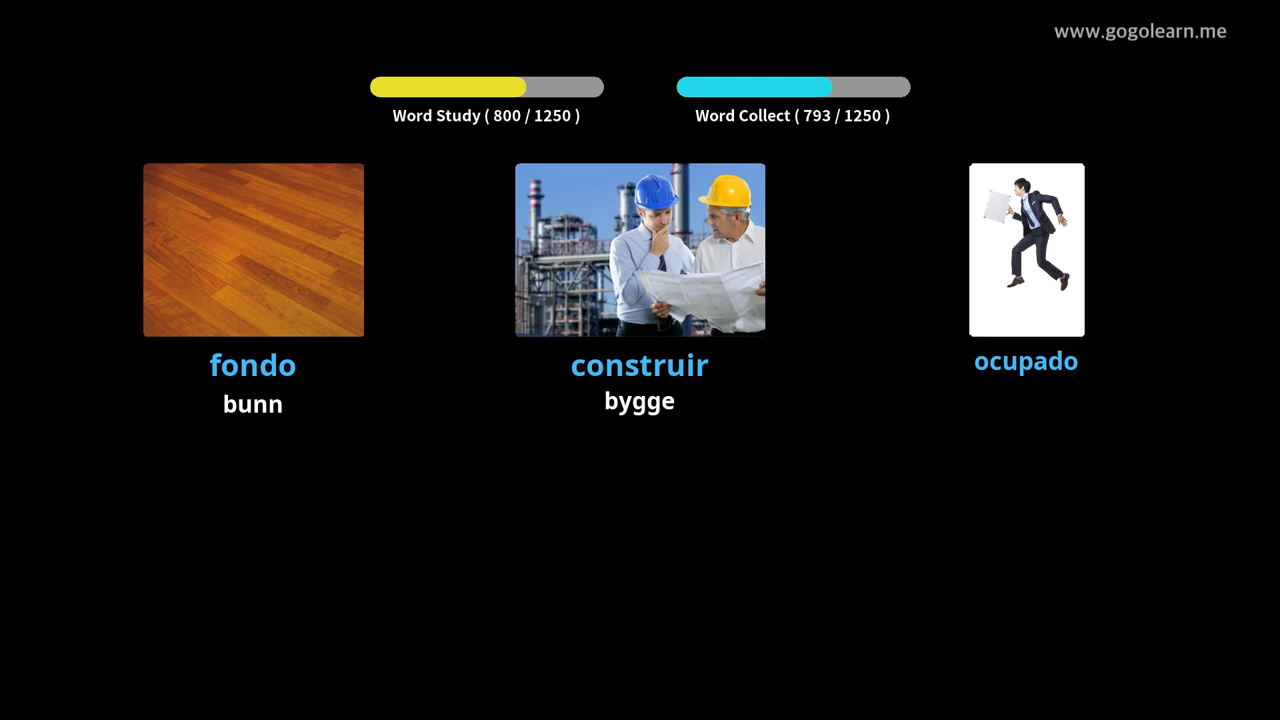 www.gogolearn.me
Word Study ( 800 / 1250 )
Word Collect ( 793 / 1250 )
fondo
bunn
construir
bygge
ocupado